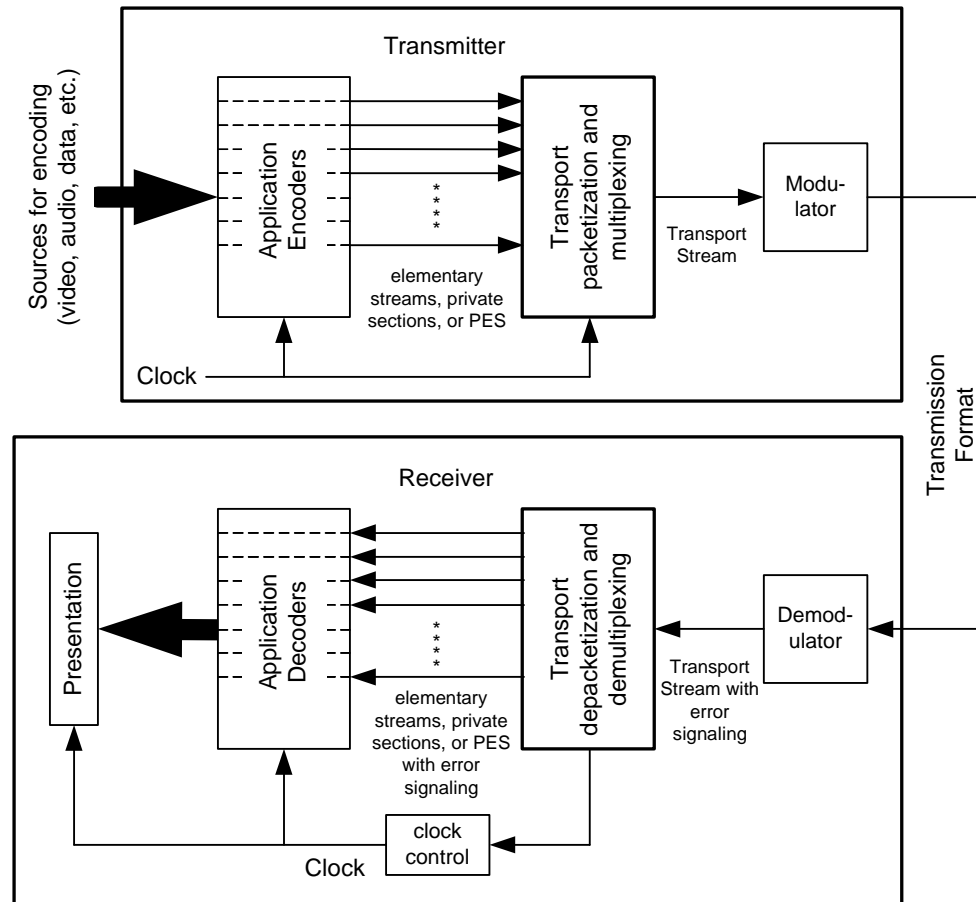 Transmitter
Sources for encoding
(video, audio, data, etc.)
Application
Encoders
****
elementary
streams, private
sections, or PES
Transport
packetization and
multiplexing
Transport
Stream
Modu-
lator
Clock
Transmission
Format
Receiver
Presentation
Application
Decoders
****
elementary
streams, private
sections, or PES
with error
signaling
Transport
depacketization and
demultiplexing
Transport
Stream with
error
signaling
Demod-
ulator
clock
control
Clock